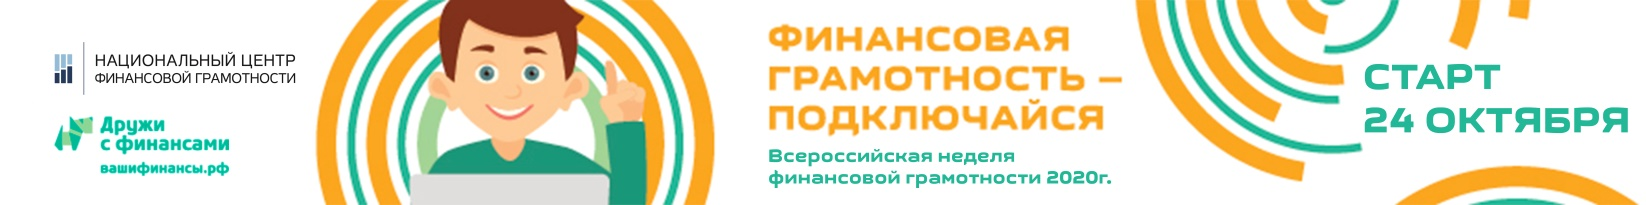 НАЦИОНАЛЬНЫЙ ЦЕНТР
ФИНАНСОВОЙ ГРАМОТНОСТИ
Дружи
с финансами
вашифинансы.рф
ФИНАНСОВАЯ
ГРАМОТНОСТЬ –
ПОДКЛЮЧАЙСЯ
Всероссийская неделя
финансовой грамотности 2020г.
СТАРТ
24 ОКТЯБРЯ